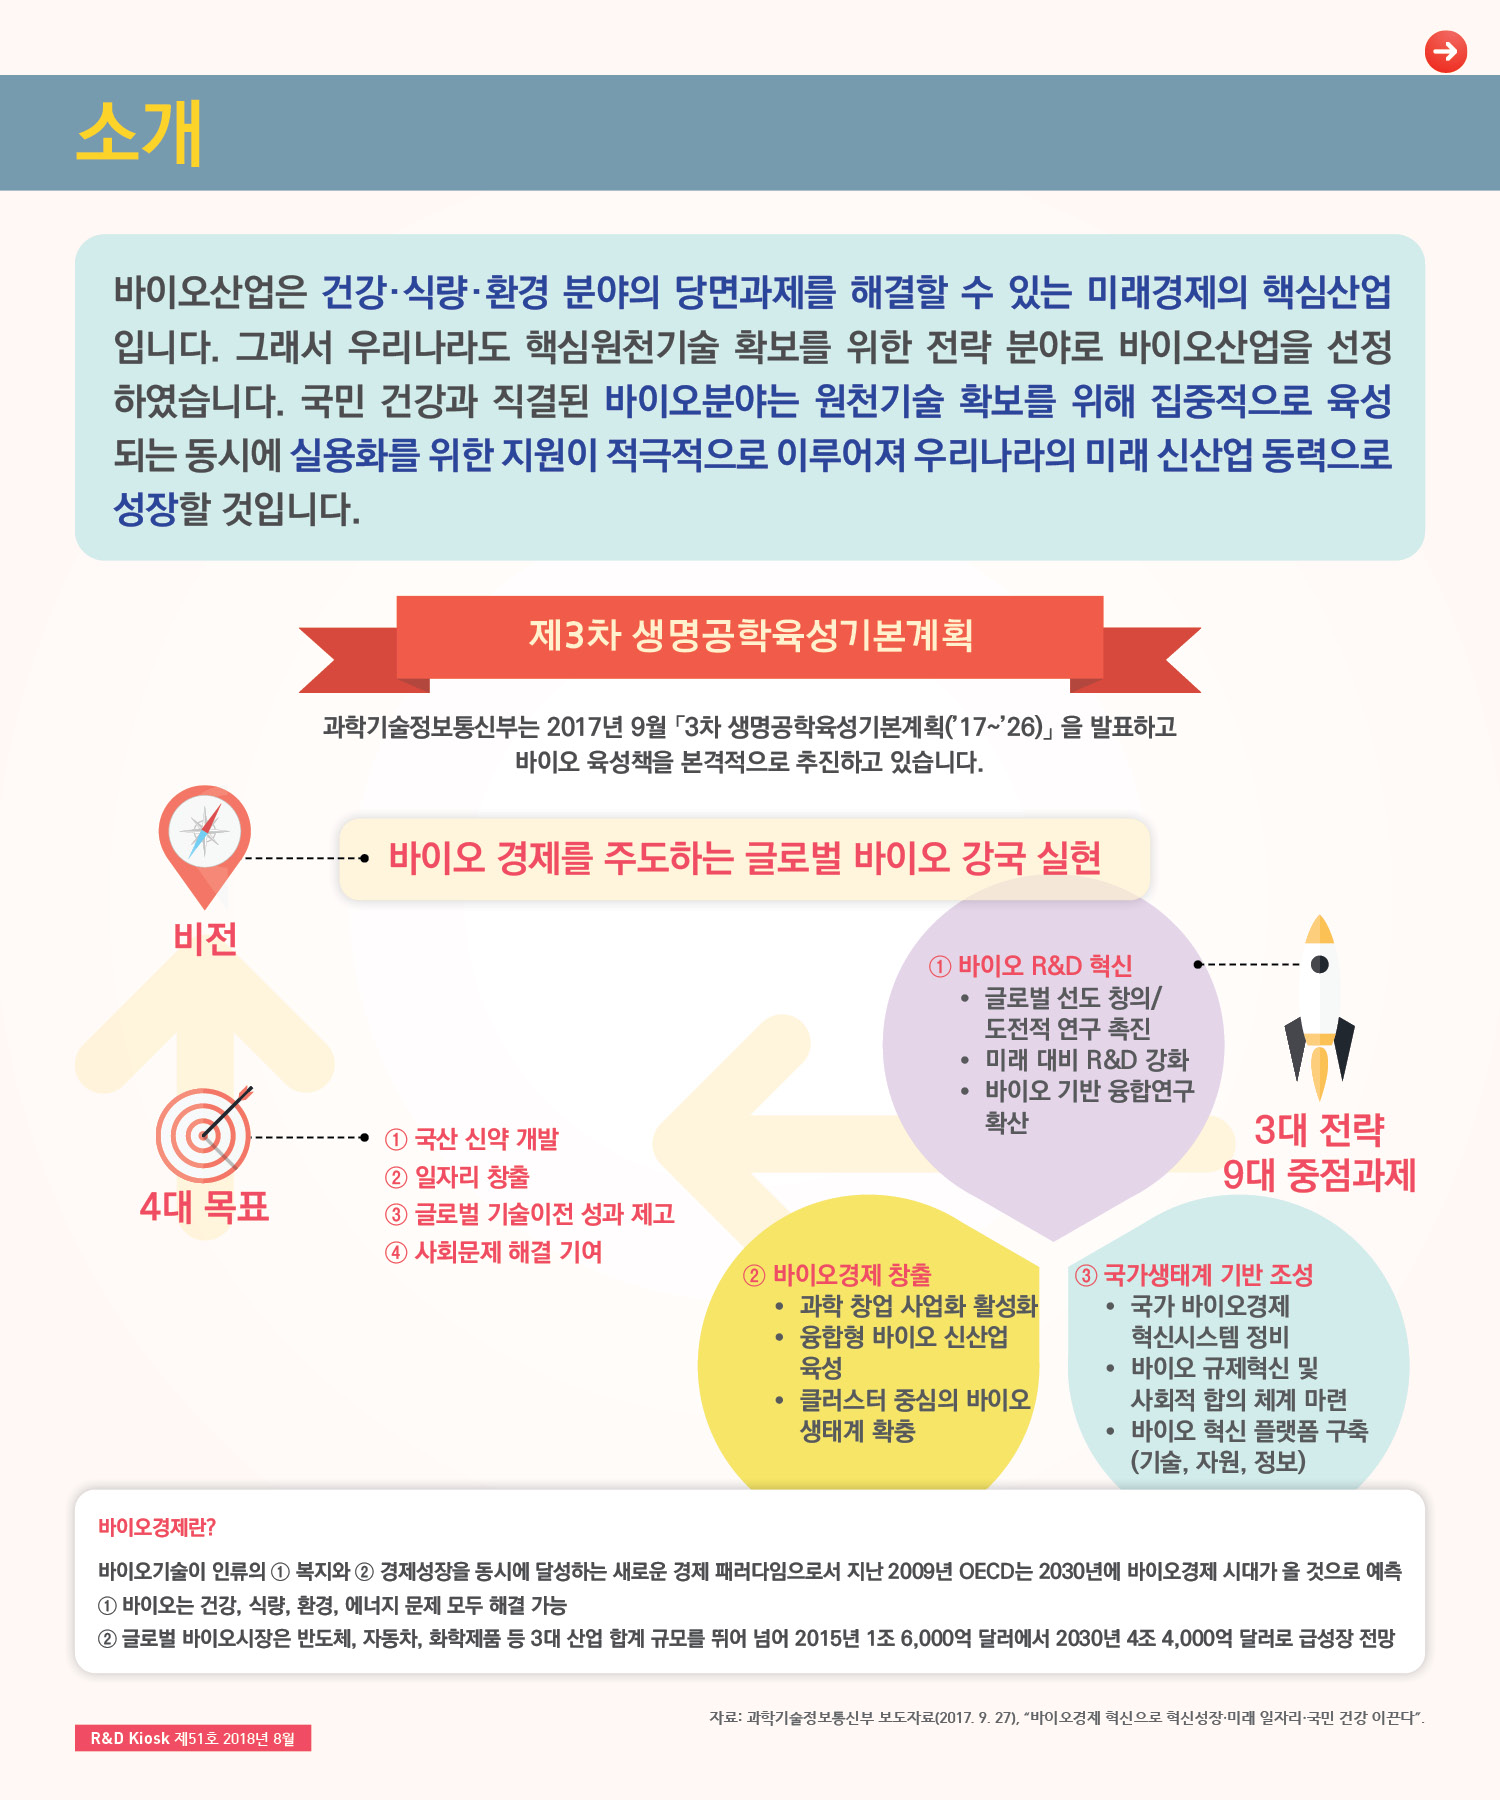 소개
바이오산업은 건강·식량·환경 분야의 당면과제를 해결할 수 있는 미래경제의 핵심산업
입니다. 그래서 우리나라도 핵심원천기술 확보를 위한 전략 분야로 바이오산업을 선정
하였습니다. 국민 건강과 직결된 바이오분야는 원천기술 확보를 위해 집중적으로 육성
되는 동시에 실용화를 위한 지원이 적극적으로 이루어져 우리나라의 미래 신산업 동력으로
성장할 것입니다.
제3차 생명공학육성기본계획
과학기술정보통신부는 2017년 9월 「3차 생명공학육성기본계획(’17~’26)」 을 발표하고
바이오 육성책을 본격적으로 추진하고 있습니다.
바이오 경제를 주도하는 글로벌 바이오 강국 실현
비전
① 바이오 R&D 혁신
• 글로벌 선도 창의/
도전적 연구 촉진
• 미래 대비 R&D 강화
• 바이오 기반 융합연구
확산
3대 전략
9대 중점과제
4대 목표
① 국산 신약 개발
② 일자리 창출
③ 글로벌 기술이전 성과 제고
④ 사회문제 해결 기여
② 바이오경제 창출
• 과학 창업 사업화 활성화
• 융합형 바이오 신산업
육성
• 클러스터 중심의 바이오
생태계 확충
③ 국가생태계 기반 조성
• 국가 바이오경제
혁신시스템 정비
• 바이오 규제혁신 및
사회적 합의 체계 마련
• 바이오 혁신 플랫폼 구축
(기술, 자원, 정보)
바이오경제란?
바이오기술이 인류의 ① 복지와 ② 경제성장을 동시에 달성하는 새로운 경제 패러다임으로서 지난 2009년 OECD는 2030년에 바이오경제 시대가 올 것으로 예측
① 바이오는 건강, 식량, 환경, 에너지 문제 모두 해결 가능
② 글로벌 바이오시장은 반도체, 자동차, 화학제품 등 3대 산업 합계 규모를 뛰어 넘어 2015년 1조 6,000억 달러에서 2030년 4조 4,000억 달러로 급성장 전망
자료: 과학기술정보통신부 보도자료(2017. 9. 27), “바이오경제 혁신으로 혁신성장·미래 일자리·국민 건강 이끈다”.
R&D Kiosk 제51호 2018년 8월